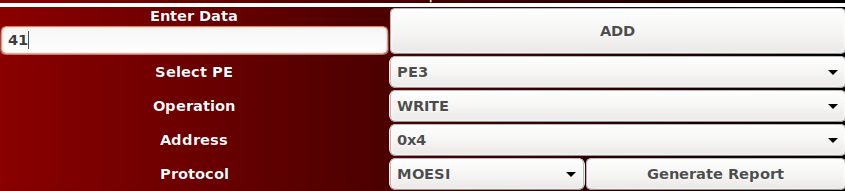 Enter Data
ADD
41
Select PE
PE3
Operation
WRITE
Address
0x4
Protocol
MOESI
Generate Report